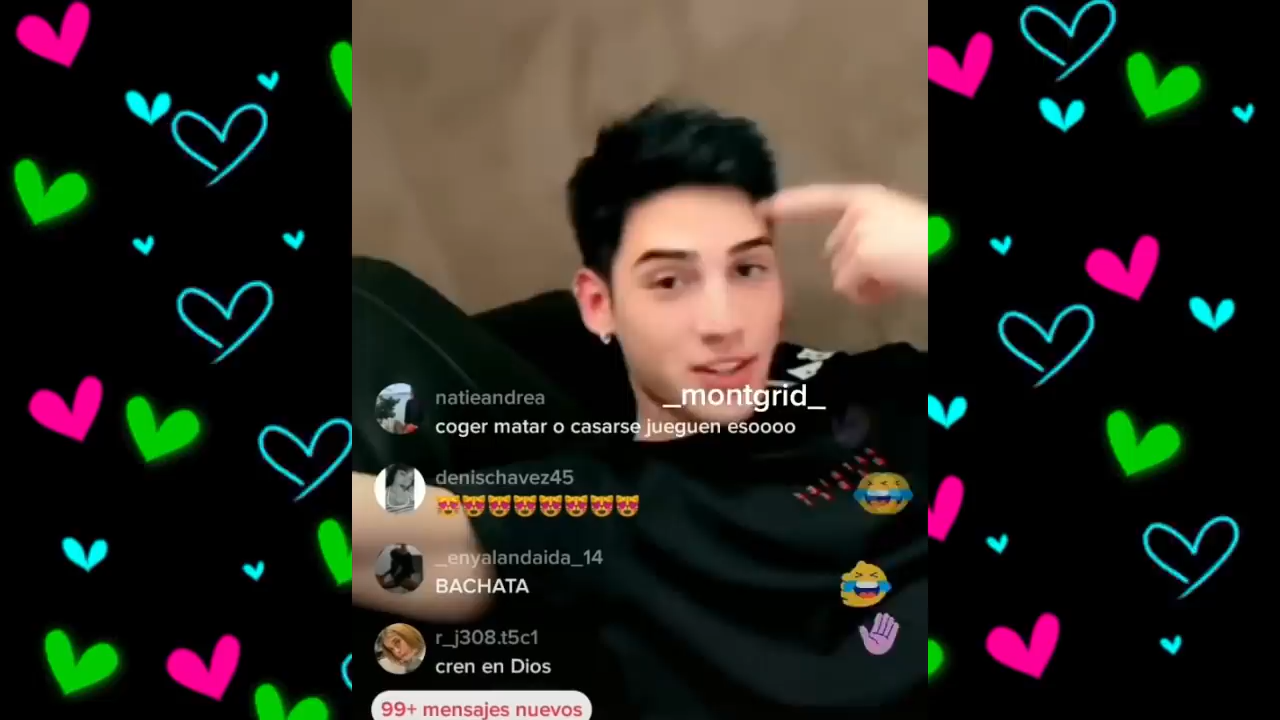 natieandrea
_montgrid_
coger matar o casarse jueguen esoooo
denischavez45
😻😻😻😻😻😻😻😻
_enyalandaida_14
BACHATA
r_j308.t5c1
cren en Dios
99+ mensajes nuevos